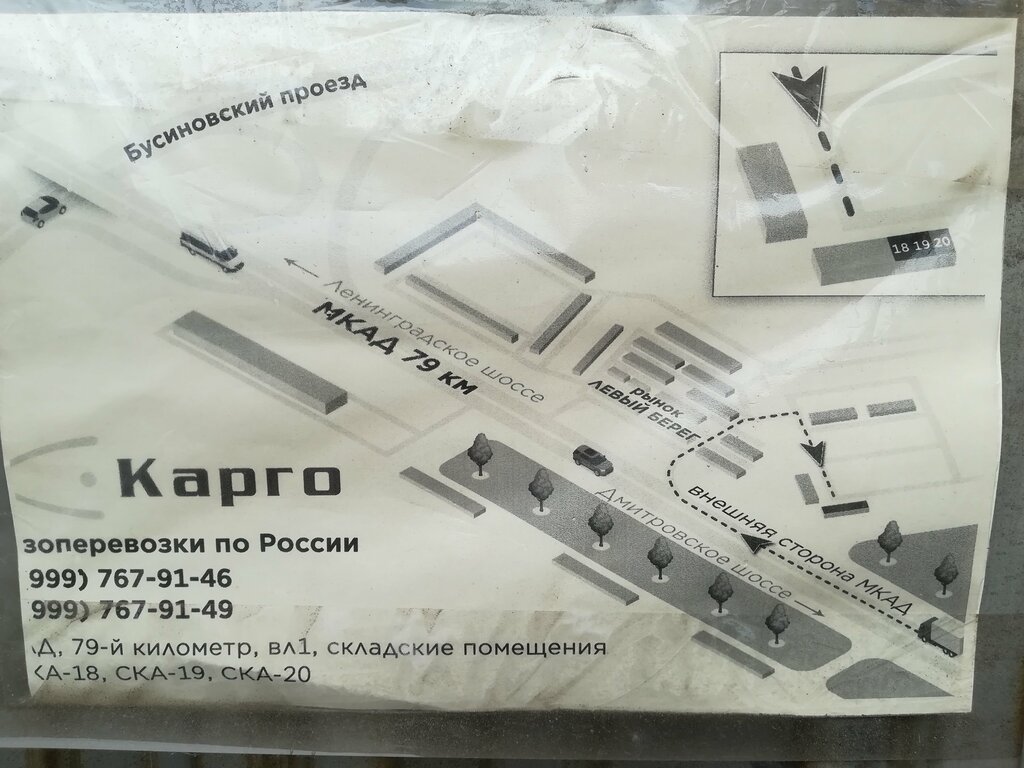 Бусиновский проезд
18 19 20
Ленинградское шоссе
МКАД 79 км
рынок
ЛЕВЫЙ БЕРЕГ
внешняя сторона МКАД
Дмитровское шоссе
Карго
зоперевозки по России
999) 767-91-46
999) 767-91-49
Д, 79-й километр, вл1, складские помещения
КА-18, СКА-19, СКА-20